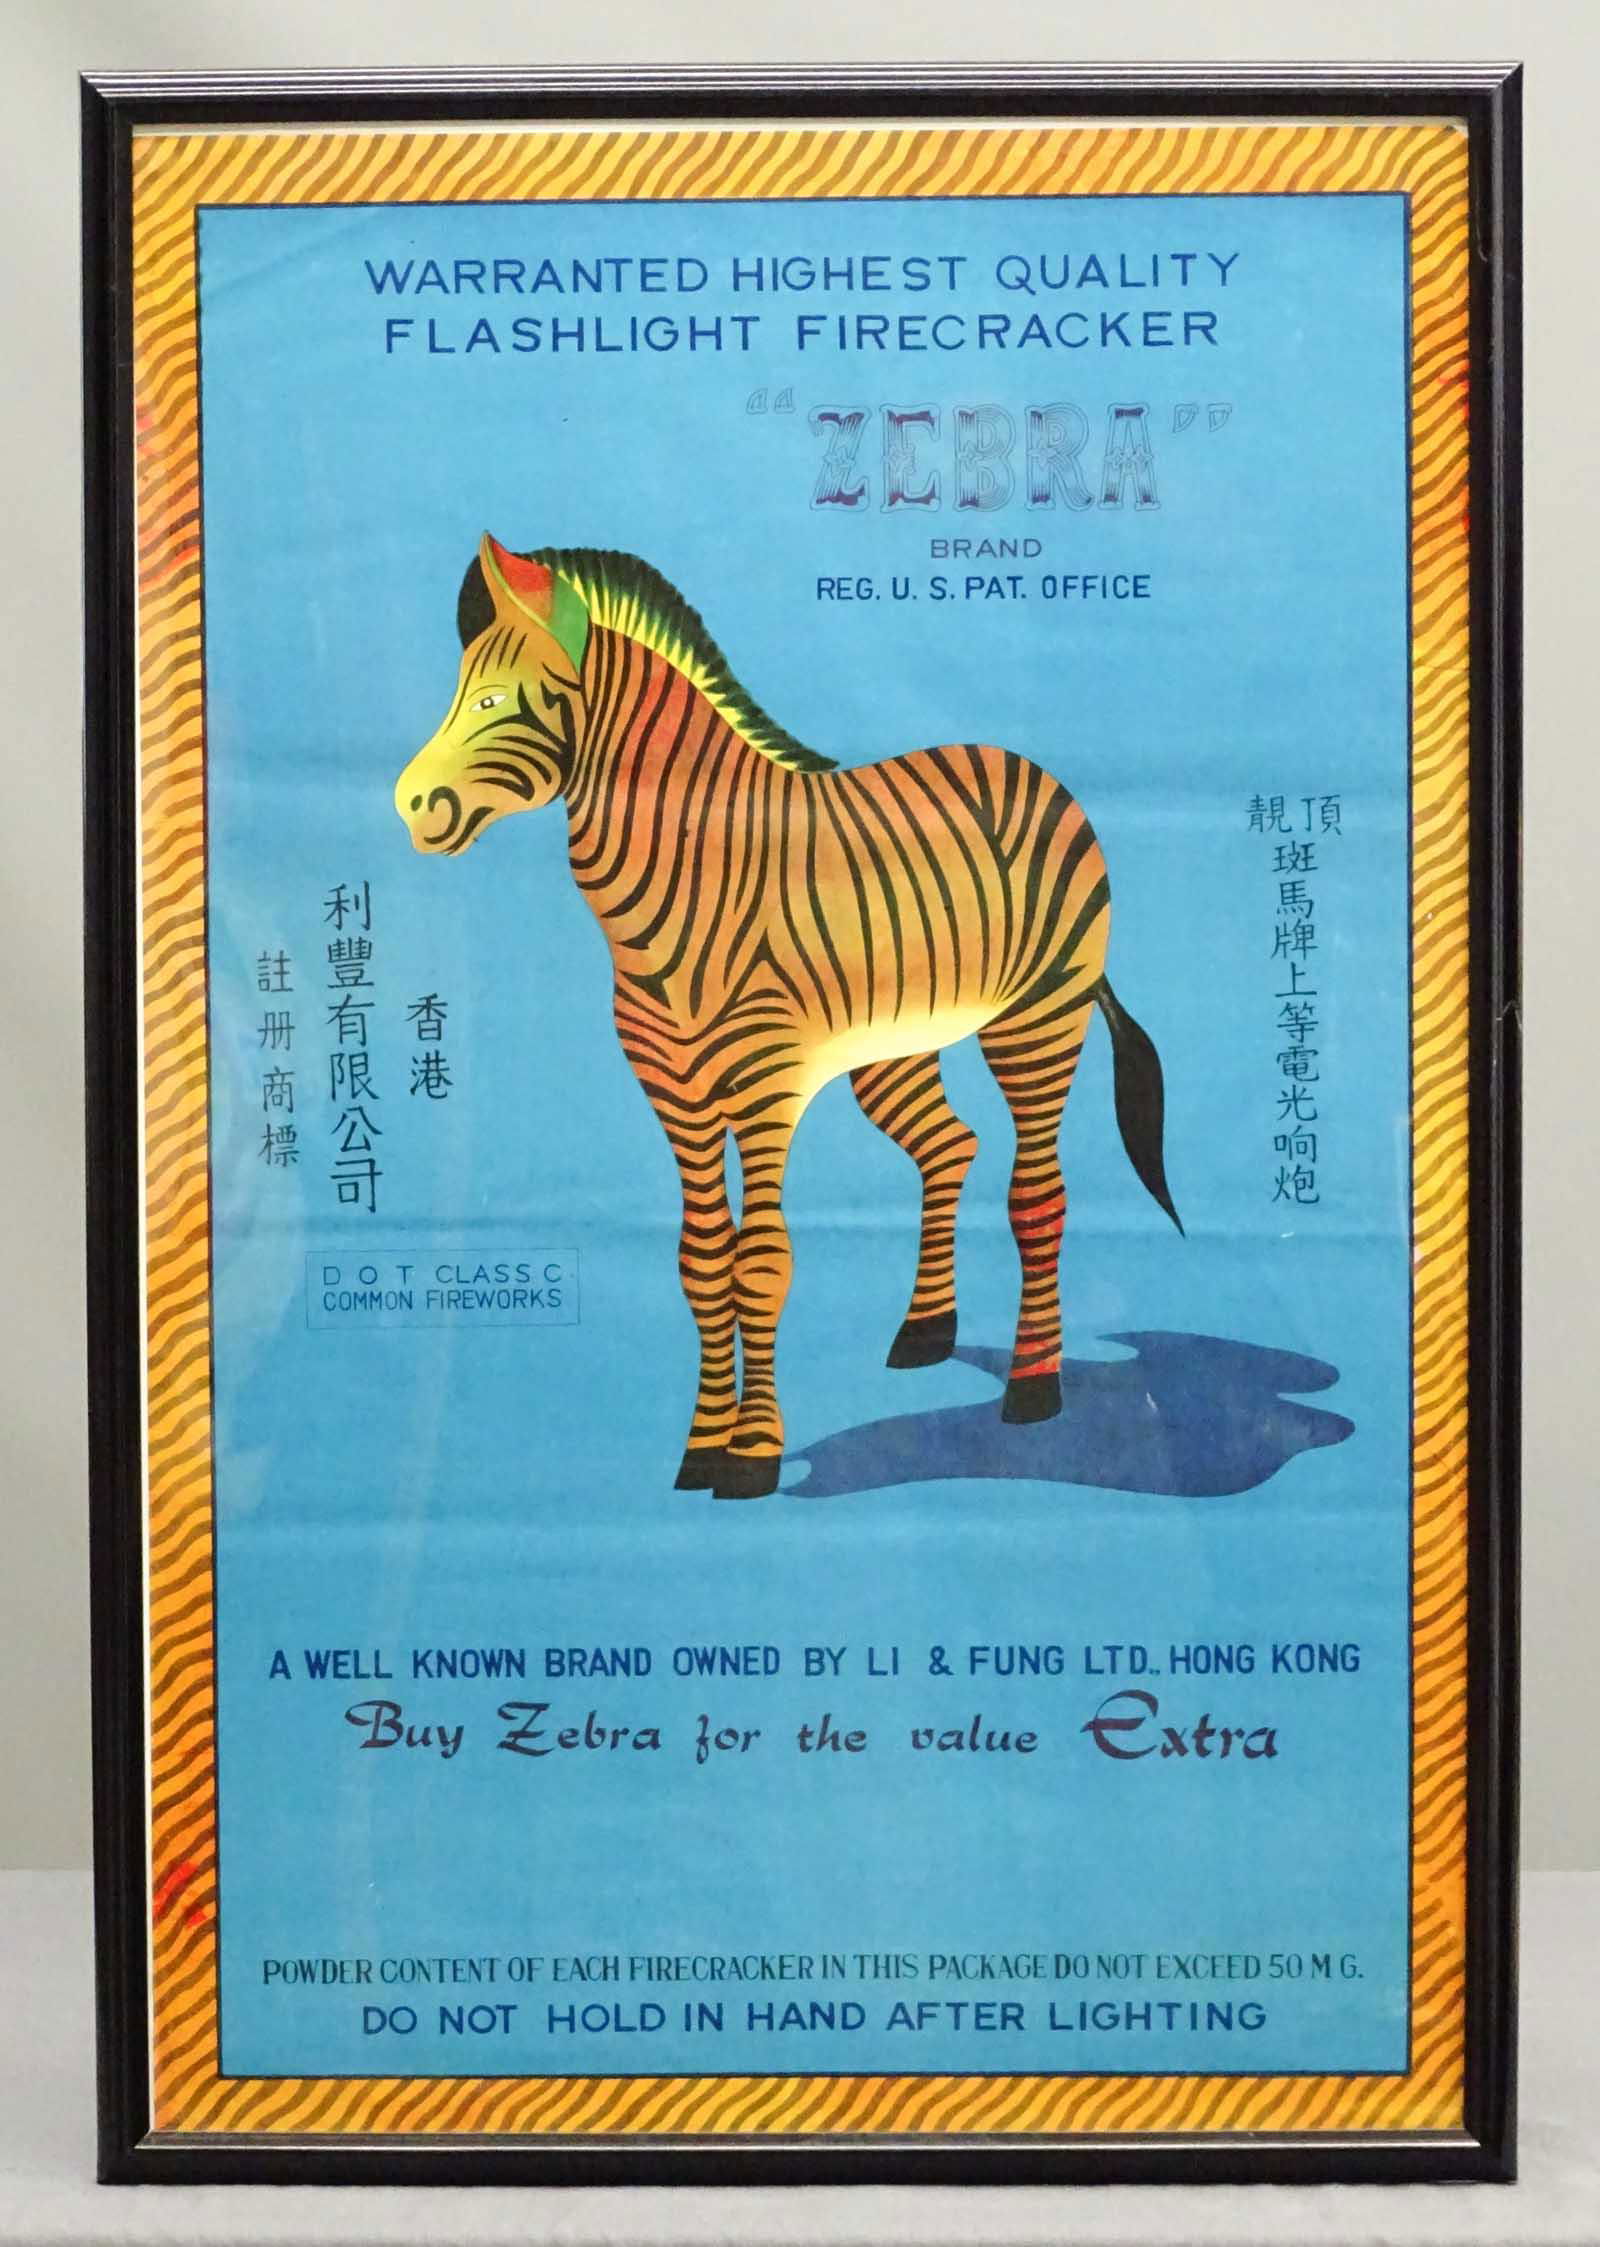 WARRANTED HIGHEST QUALITY
FLASHLIGHT FIRECRACKER
"ZEBRA"
BRAND
REG. U. S. PAT. OFFICE
靚頂
斑馬牌上等電光响炮
香港
利豐有限公司
註册商標
D O T CLASS C
COMMON FIREWORKS
A WELL KNOWN BRAND OWNED BY LI & FUNG LTD., HONG KONG
Buy Zebra for the value Extra
POWDER CONTENT OF EACH FIRECRACKER IN THIS PACKAGE DO NOT EXCEED 50 M G.
DO NOT HOLD IN HAND AFTER LIGHTING